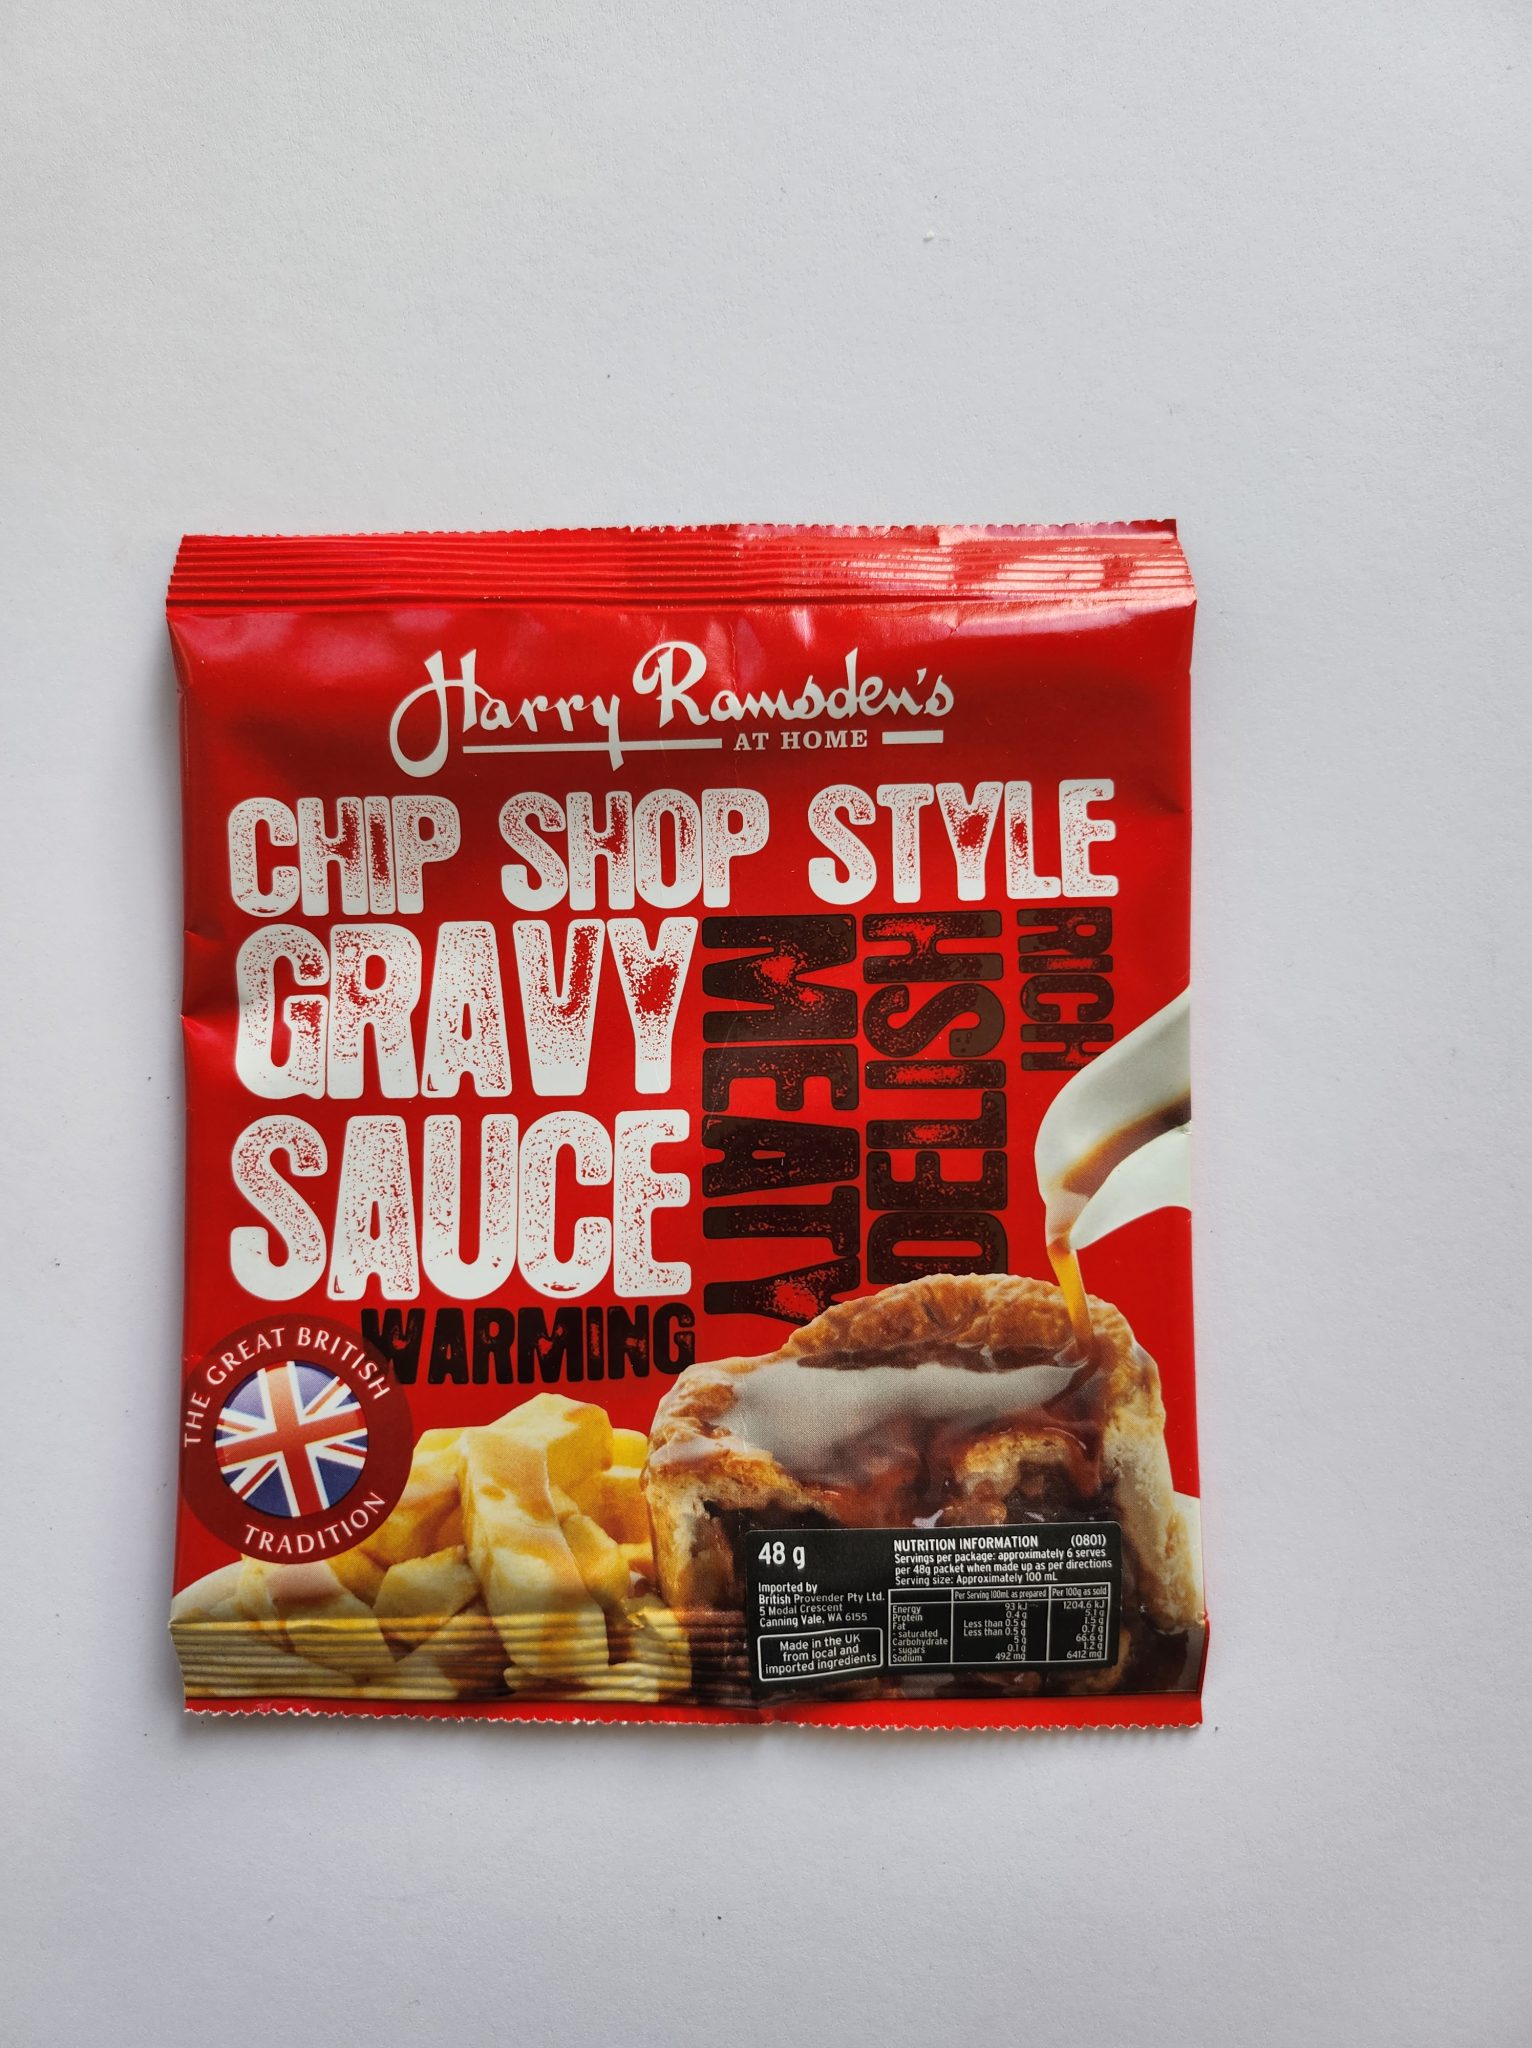 Harry Ramsden's
AT HOME
CHIP SHOP STYLE
GRAVY
SAUCE
MEATY
DELISH
RICH
WARMING
THE GREAT BRITISH
TRADITION
48 g
Imported by
British Provender Pty Ltd.
5 Modal Crescent
Canning Vale, WA 6155
Made in the UK
from local and
imported ingredients
NUTRITION INFORMATION (0801)
Servings per package: approximately 6 serves
per 48g packet when made up as per directions
Serving size: Approximately 100 mL
Per Serving 100mL as prepared Per 100g as sold
Energy 93 kJ 1204.6 kJ
Protein 0.4 g 5.1 g
Fat Less than 0.5 g 1.5 g
- saturated Less than 0.5 g 0.7 g
Carbohydrate 5 g 66.6 g
- sugars 0.1 g 1.2 g
Sodium 492 mg 6412 mg